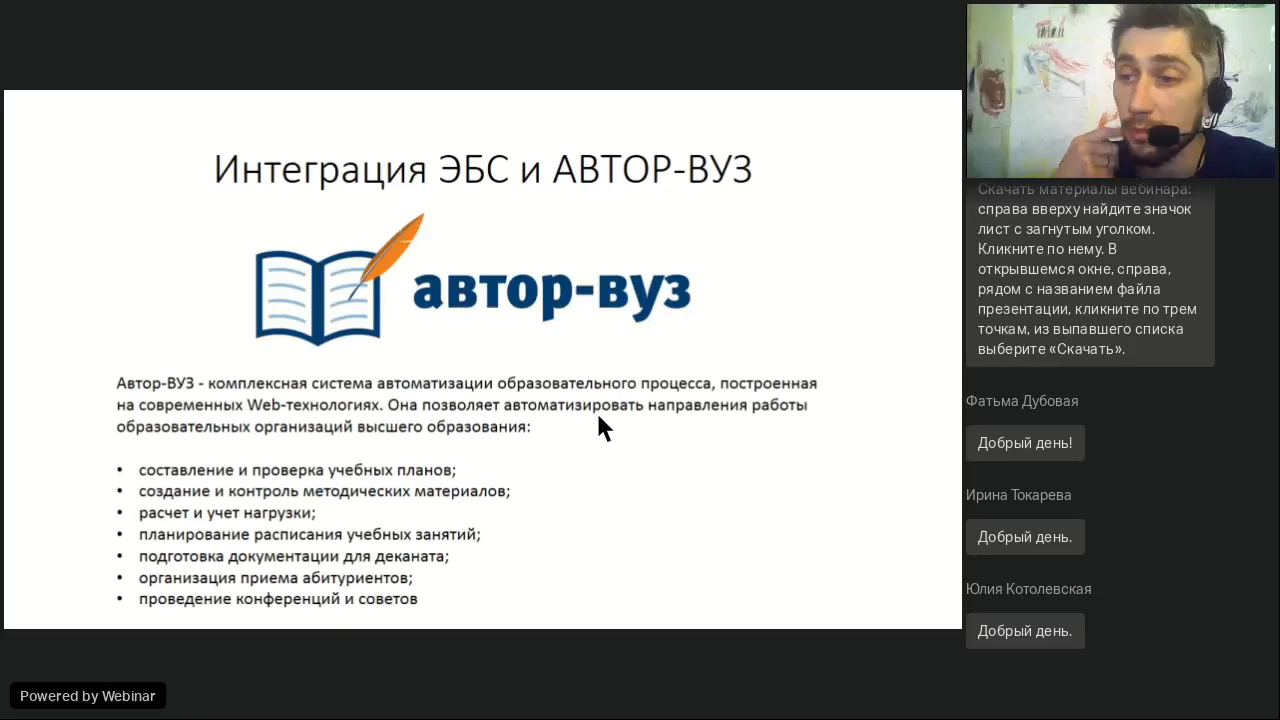 Интеграция ЭБС и АВТОР-ВУЗ
автор-вуз
Автор-ВУЗ - комплексная система автоматизации образовательного процесса, построенная
на современных Web-технологиях. Она позволяет автоматизировать направления работы
образовательных организаций высшего образования:
• составление и проверка учебных планов;
• создание и контроль методических материалов;
• расчет и учет нагрузки;
• планирование расписания учебных занятий;
• подготовка документации для деканата;
• организация приема абитуриентов;
• проведение конференций и советов
Скачать материалы вебинара:
справа вверху найдите значок
лист с загнутым уголком.
Кликните по нему. В
открывшемся окне, справа,
рядом с названием файла
презентации, кликните по трем
точкам, из выпавшего списка
выберите «Скачать».
Фатьма Дубовая
Добрый день!
Ирина Токарева
Добрый день.
Юлия Котолевская
Добрый день.
Powered by Webinar